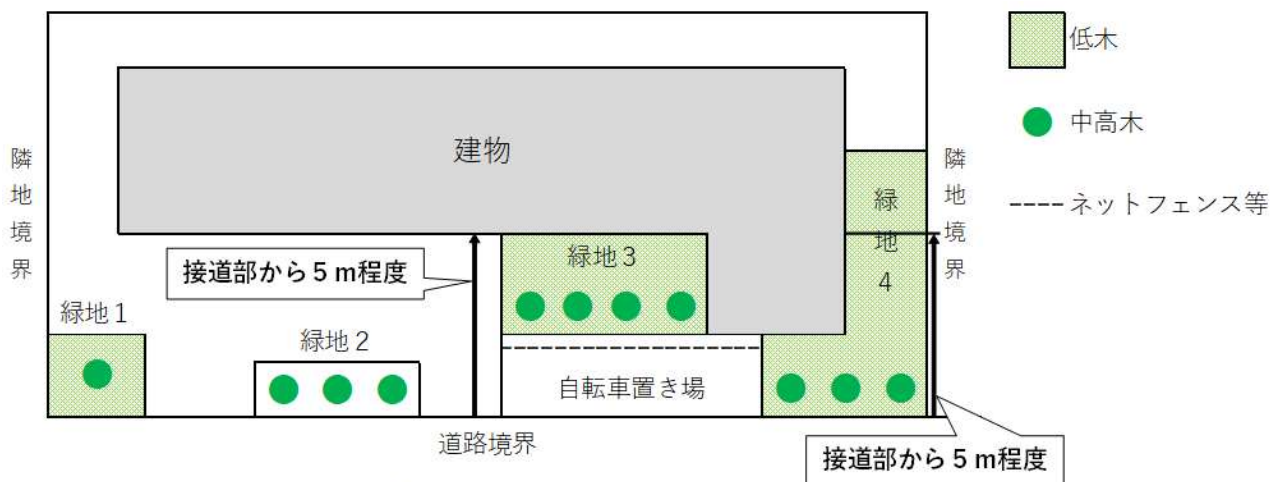 低木
中高木
ネットフェンス等
建物
隣地境界
隣地境界
緑地３
緑地４
接道部から５ｍ程度
緑地１
緑地２
自転車置き場
道路境界
接道部から５ｍ程度